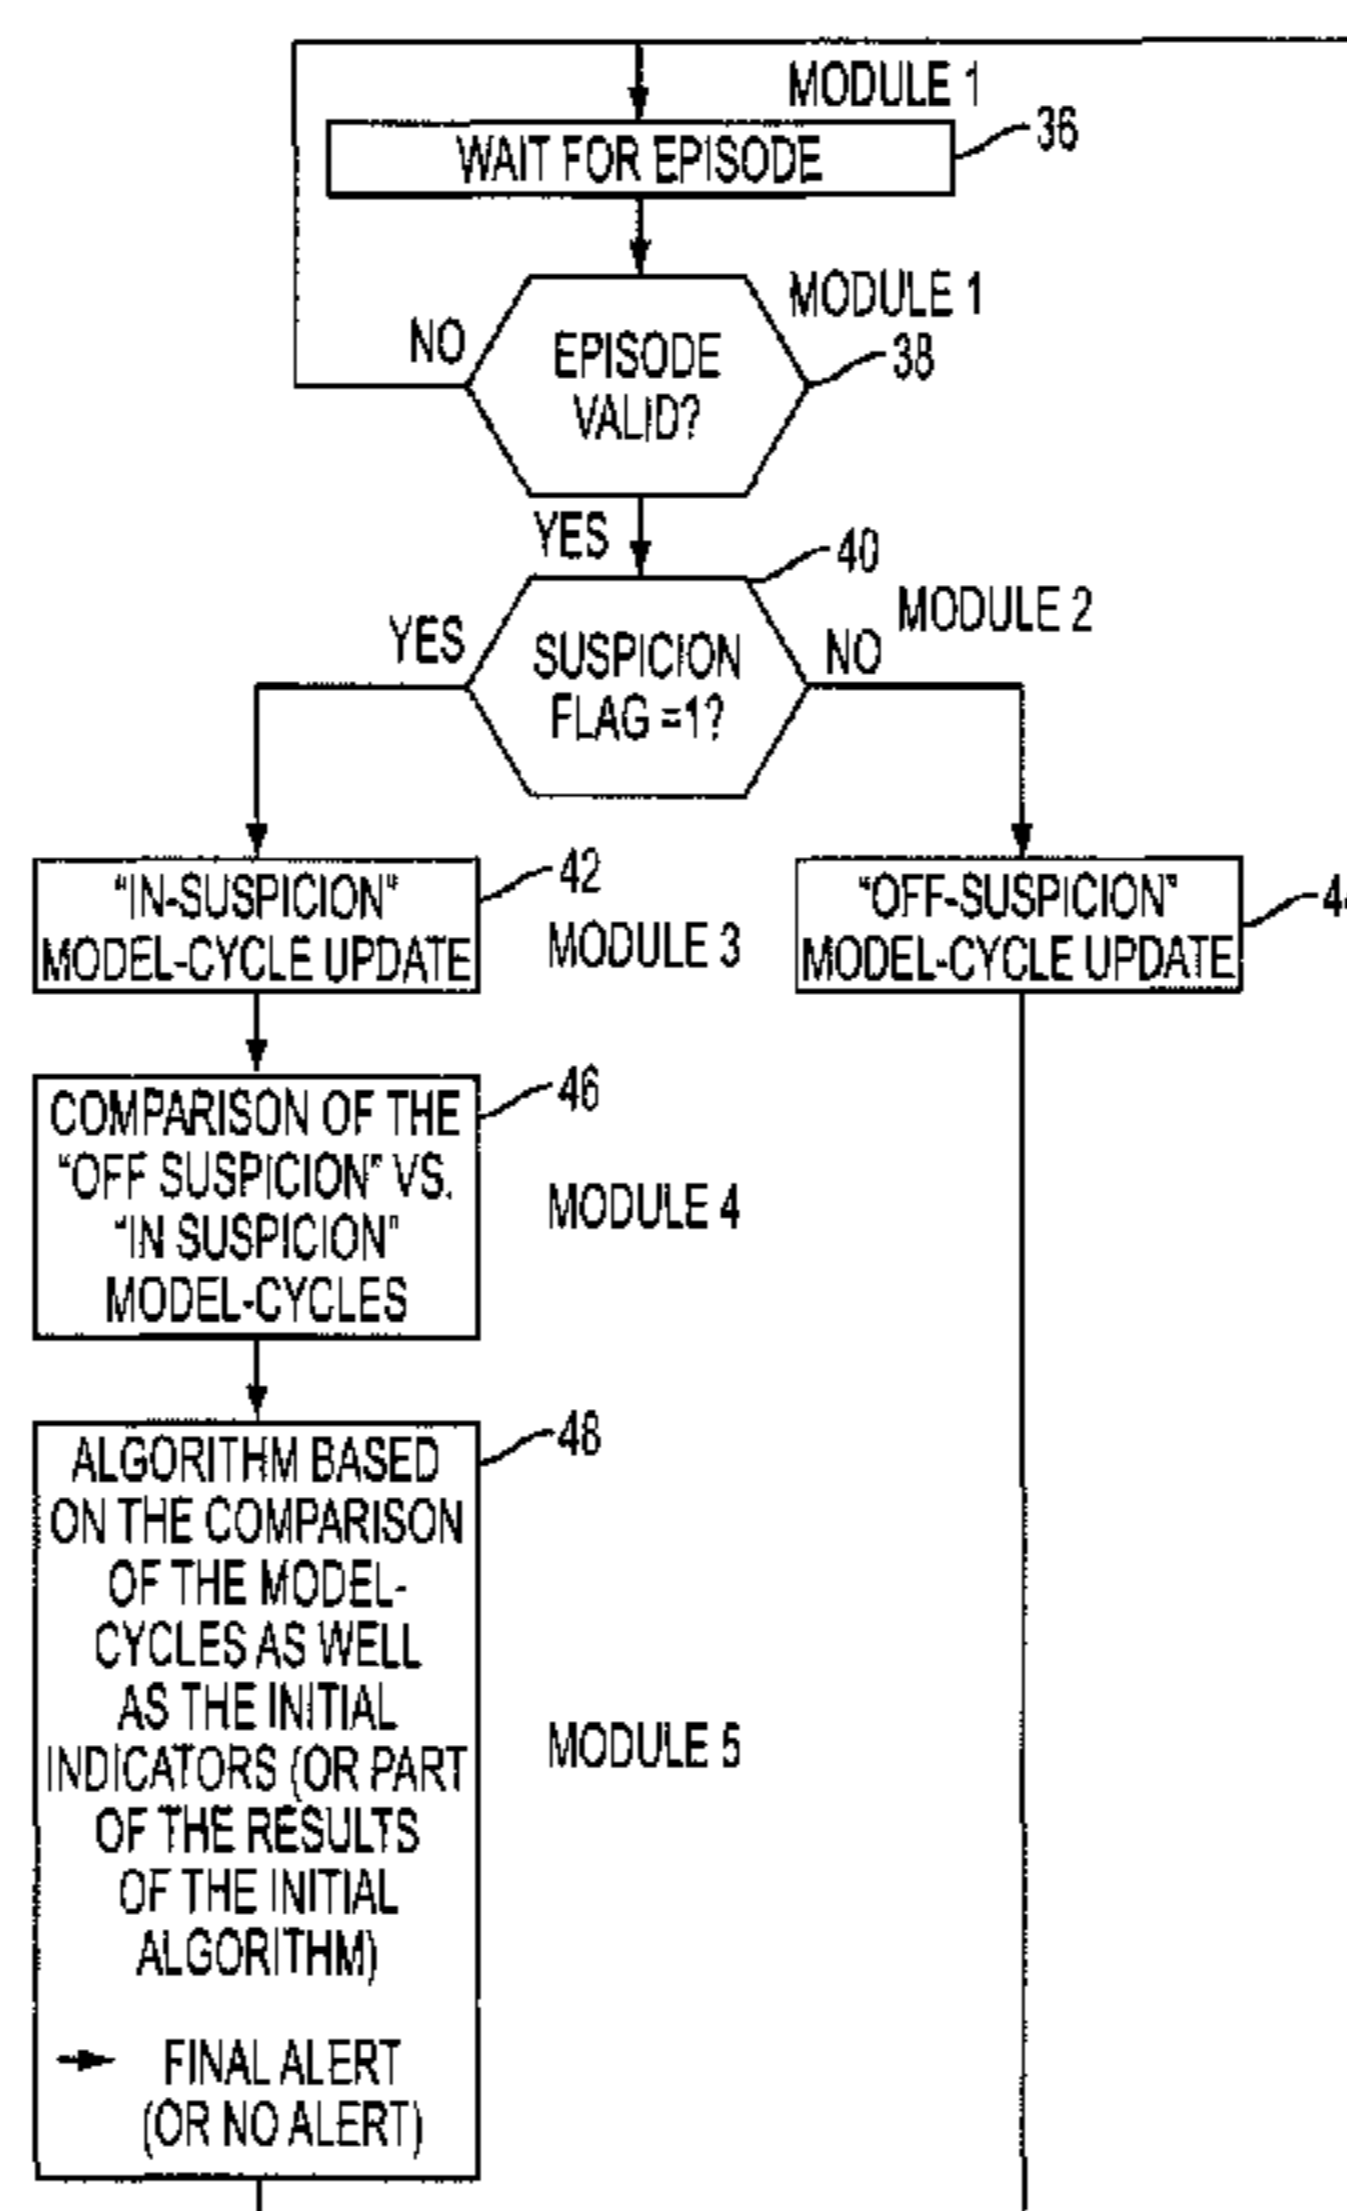 MODULE 1
WAIT FOR EPISODE
36
MODULE 1
NO
EPISODE
VALID?
38
YES
40
MODULE 2
YES
SUSPICION
FLAG =1?
NO
"IN-SUSPICION"
MODEL-CYCLE UPDATE
42
MODULE 3
"OFF-SUSPICION"
MODEL-CYCLE UPDATE
COMPARISON OF THE
"OFF SUSPICION" VS.
"IN SUSPICION"
MODEL-CYCLES
46
MODULE 4
ALGORITHM BASED
ON THE COMPARISON
OF THE MODEL-
CYCLES AS WELL
AS THE INITIAL
INDICATORS (OR PART
OF THE RESULTS
OF THE INITIAL
ALGORITHM)
FINAL ALERT
(OR NO ALERT)
48
MODULE 5